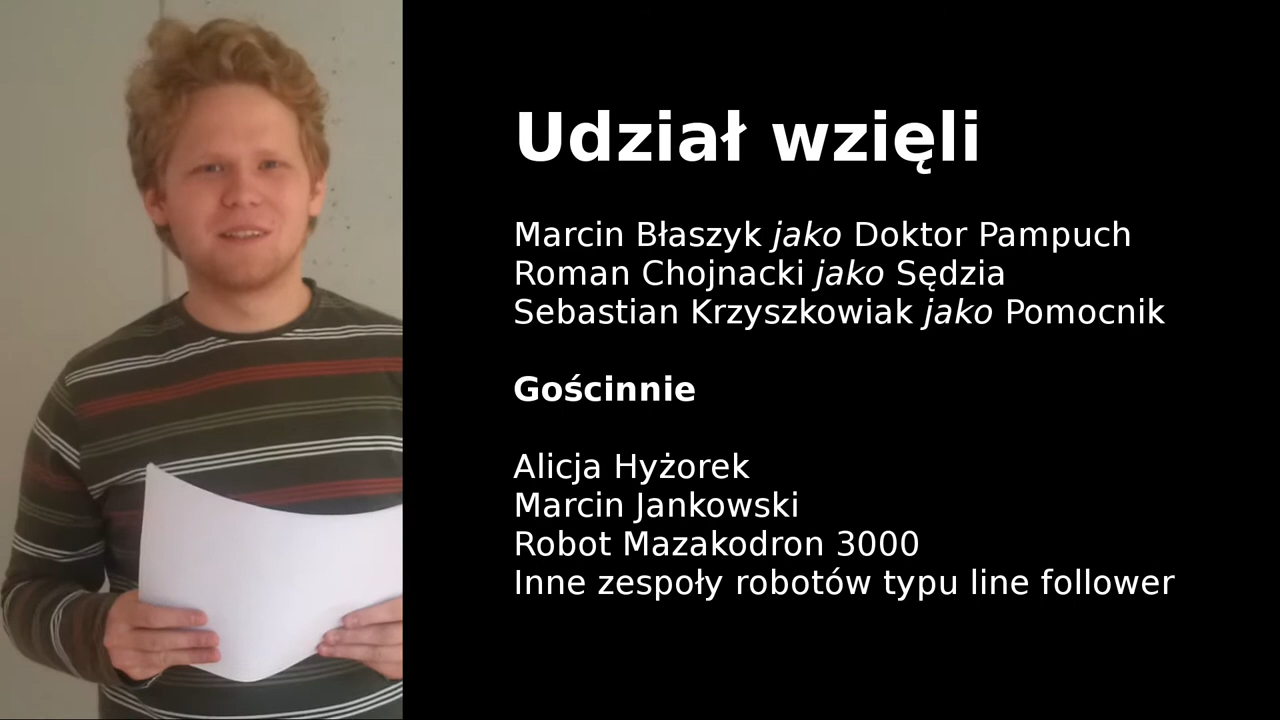 Udział wzięli
Marcin Błaszyk jako Doktor Pampuch
Roman Chojnacki jako Sędzia
Sebastian Krzyszkowiak jako Pomocnik
Gościnnie
Alicja Hyżorek
Marcin Jankowski
Robot Mazakodron 3000
Inne zespoły robotów typu line follower